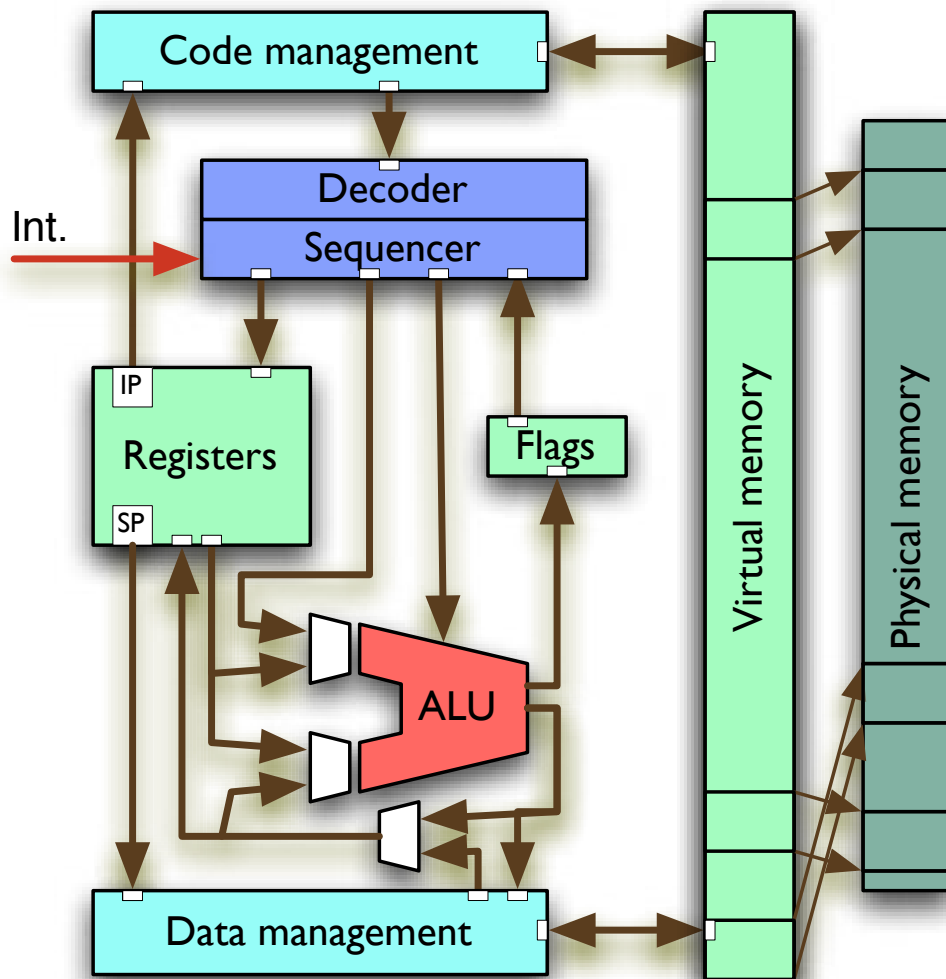 Code management
Decoder
Int.
Sequencer
IP
Registers
Flags
SP
Virtual memory
Physical memory
ALU
Data management